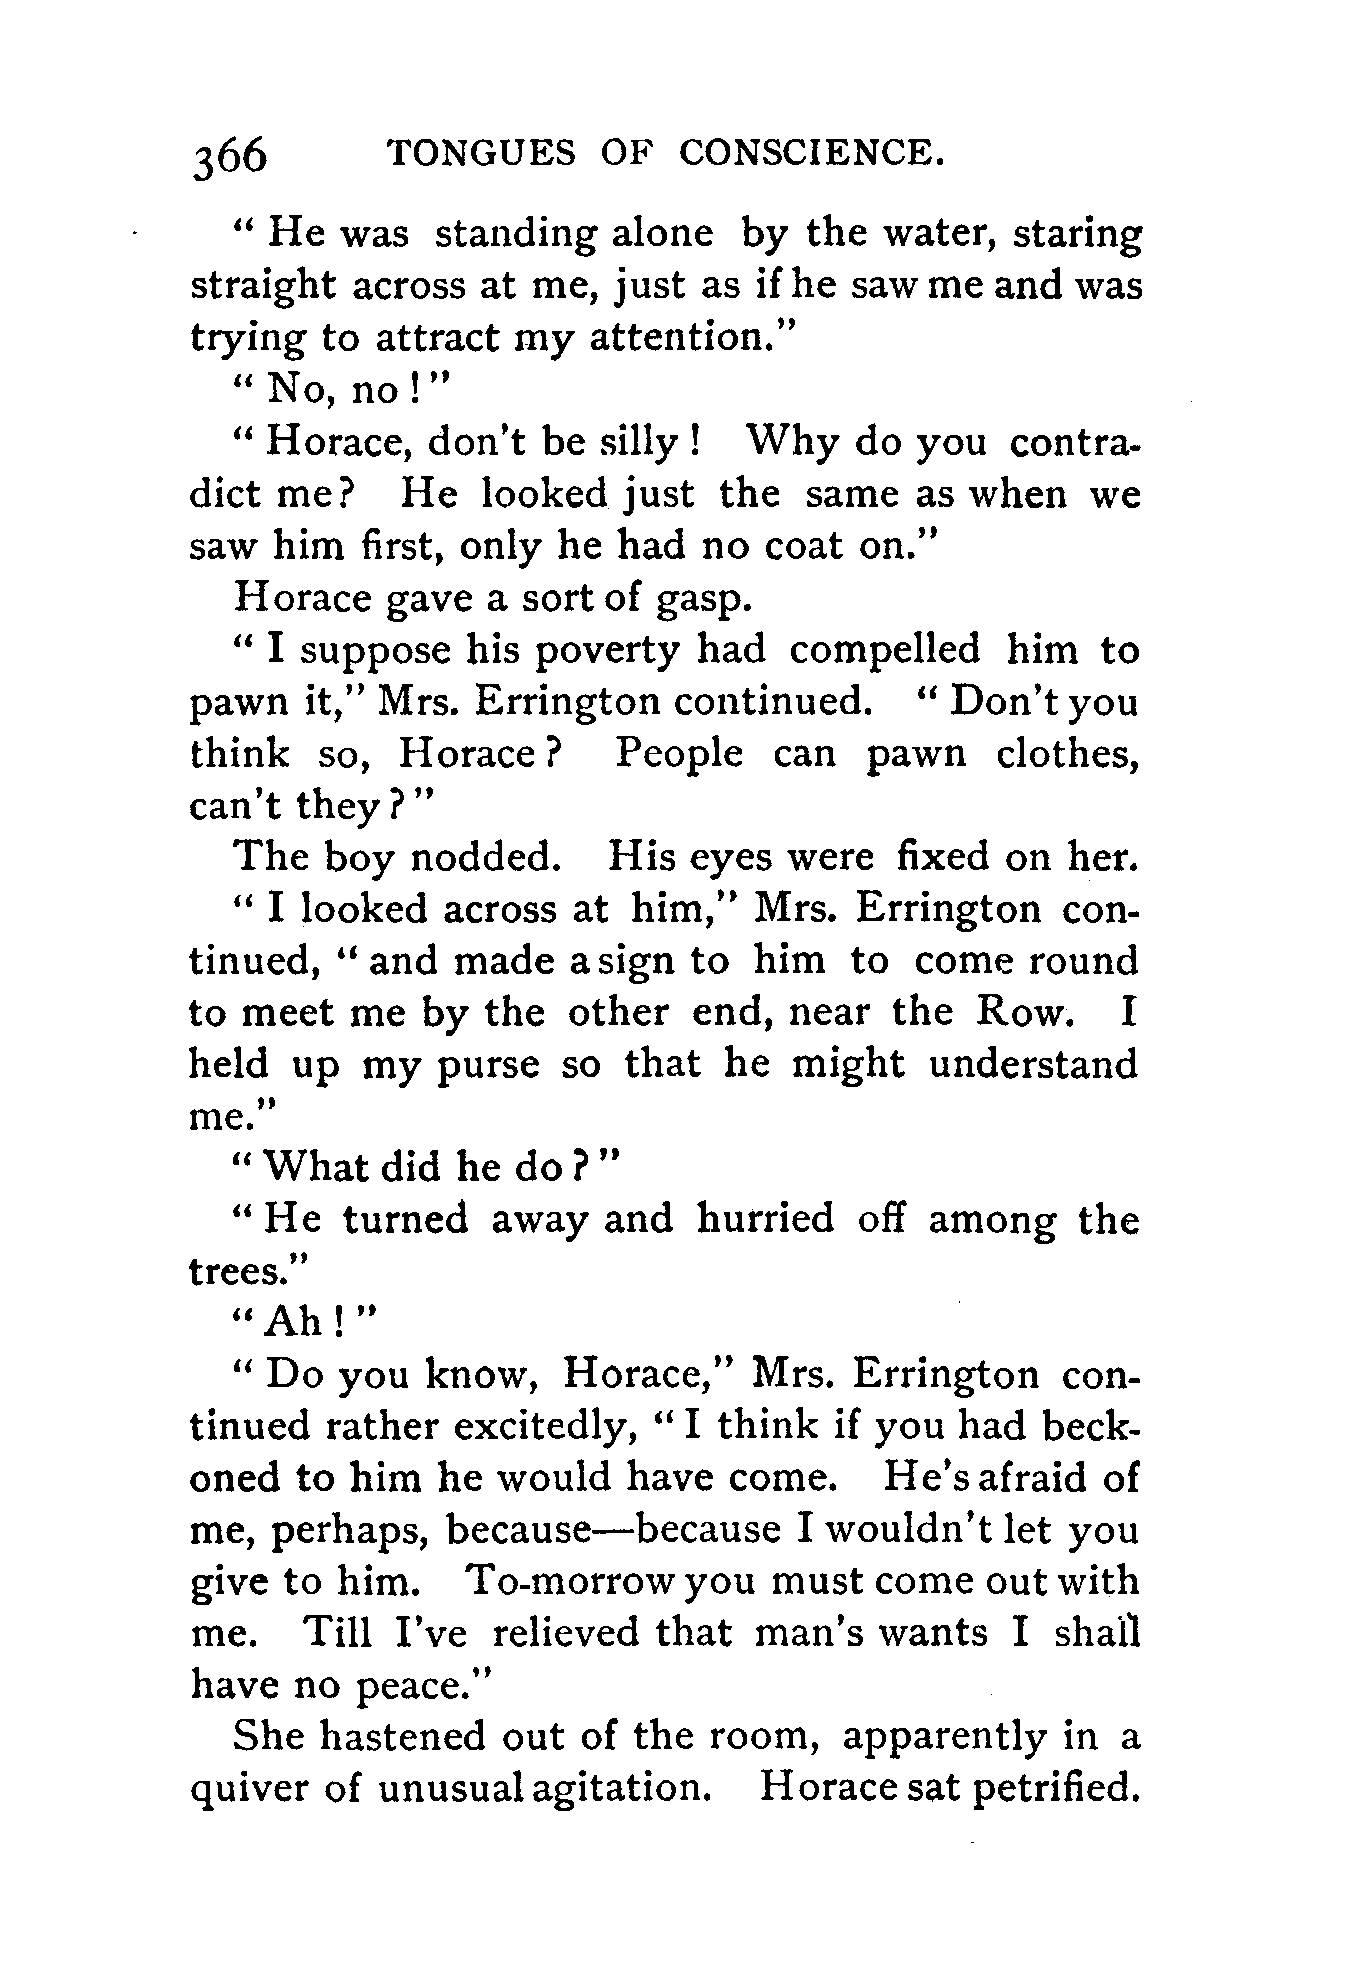 366 TONGUES OF CONSCIENCE.
" He was standing alone by the water, staring
straight across at me, just as if he saw me and was
trying to attract my attention."
" No, no ! "
" Horace, don't be silly ! Why do you contra-
dict me? He looked just the same as when we
saw him first, only he had no coat on."
Horace gave a sort of gasp.
" I suppose his poverty had compelled him to
pawn it," Mrs. Errington continued. " Don't you
think so, Horace ? People can pawn clothes,
can't they ? "
The boy nodded. His eyes were fixed on her.
" I looked across at him," Mrs. Errington con-
tinued, " and made a sign to him to come round
to meet me by the other end, near the Row. I
held up my purse so that he might understand
me."
" What did he do ? "
" He turned away and hurried off among the
trees."
" Ah ! "
" Do you know, Horace," Mrs. Errington con-
tinued rather excitedly, " I think if you had beck-
oned to him he would have come. He's afraid of
me, perhaps, because—because I wouldn't let you
give to him. To-morrow you must come out with
me. Till I've relieved that man's wants I shall
have no peace."
She hastened out of the room, apparently in a
quiver of unusual agitation. Horace sat petrified.